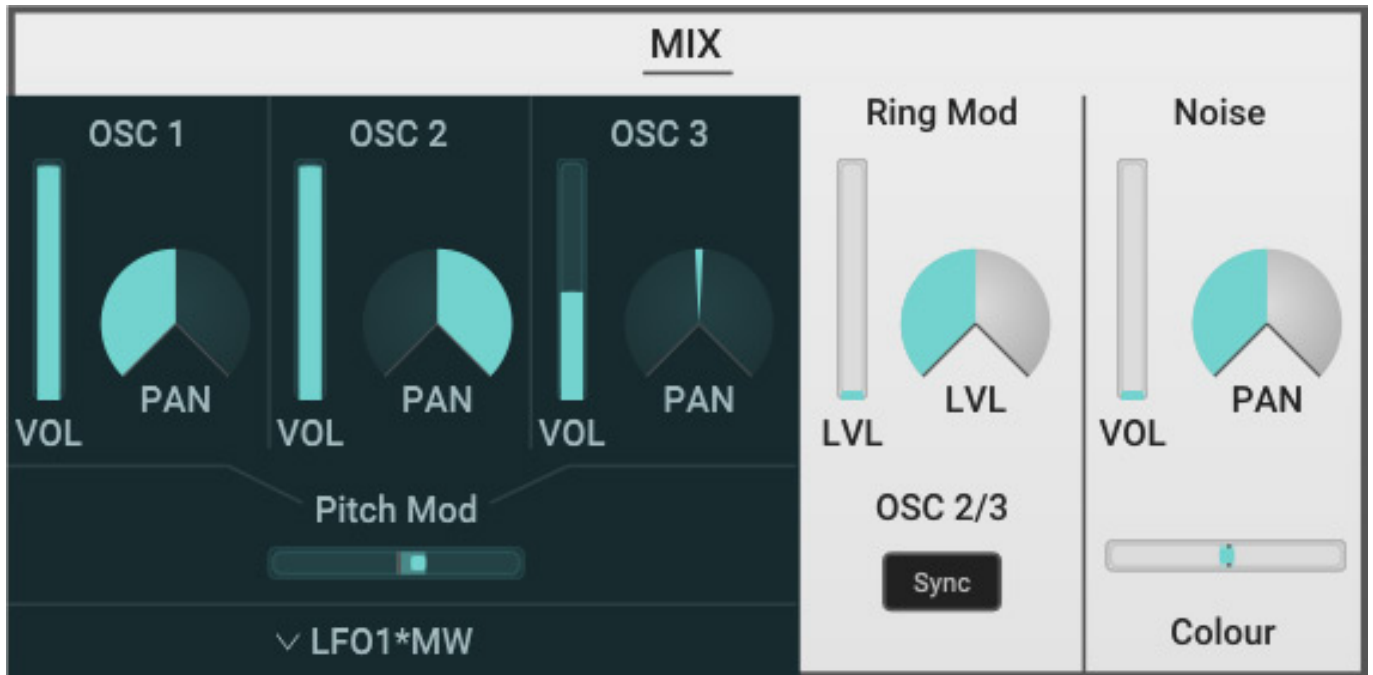 MIX
OSC 1
VOL
PAN
OSC 2
VOL
PAN
OSC 3
VOL
PAN
Pitch Mod
LFO1*MW
Ring Mod
LVL
LVL
OSC 2/3
Sync
Noise
VOL
PAN
Colour